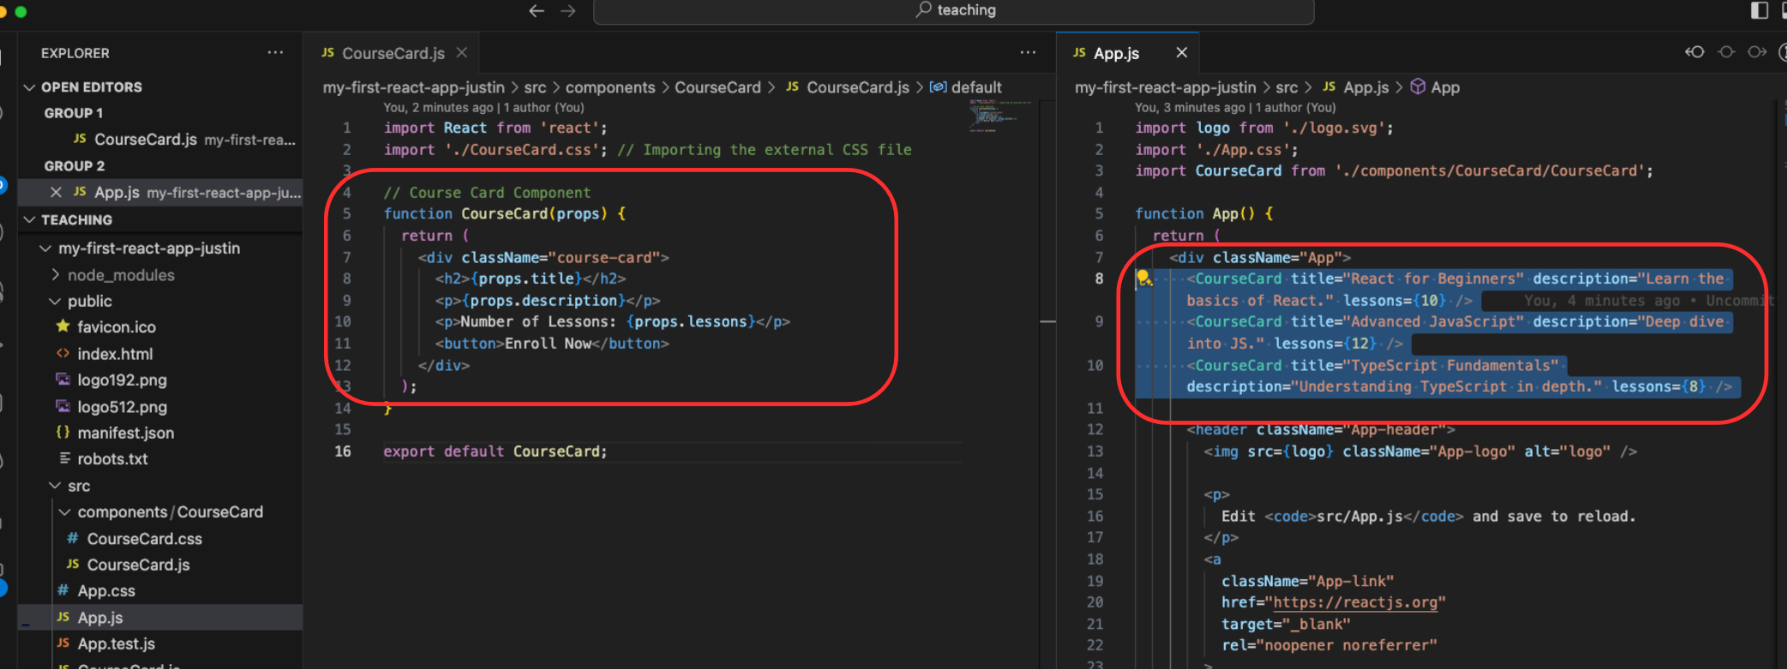 teaching
EXPLORER
OPEN EDITORS
GROUP 1
JS CourseCard.js my-first-rea...
GROUP 2
JS App.js my-first-react-app-ju...
TEACHING
my-first-react-app-justin
node_modules
public
favicon.ico
<> index.html
logo192.png
logo512.png
{} manifest.json
robots.txt
src
components/CourseCard
# CourseCard.css
JS CourseCard.js
# App.css
JS App.js
JS App.test.js
JS CourseCard.js
JS CourseCard.js
my-first-react-app-justin > src > components > CourseCard > JS CourseCard.js > default
You, 2 minutes ago | 1 author (You)
1 import React from 'react';
2 import './CourseCard.css'; // Importing the external CSS file
3
4 // Course Card Component
5 function CourseCard(props) {
6 return (
7 <div className="course-card">
8 <h2>{props.title}</h2>
9 <p>{props.description}</p>
10 <p>Number of Lessons: {props.lessons}</p>
11 <button>Enroll Now</button>
12 </div>
13 );
14 }
15
16 export default CourseCard;
JS App.js
my-first-react-app-justin > src > JS App.js > App
You, 3 minutes ago | 1 author (You)
1 import logo from './logo.svg';
2 import './App.css';
3 import CourseCard from './components/CourseCard/CourseCard';
4
5 function App() {
6 return (
7 <div className="App">
8 <CourseCard title="React for Beginners" description="Learn the
basics of React." lessons={10} /> You, 4 minutes ago • Uncommit
9 <CourseCard title="Advanced JavaScript" description="Deep dive
into JS." lessons={12} />
10 <CourseCard title="TypeScript Fundamentals"
description="Understanding TypeScript in depth." lessons={8} />
11
12 <header className="App-header">
13 <img src={logo} className="App-logo" alt="logo" />
14
15 <p>
16 Edit <code>src/App.js</code> and save to reload.
17 </p>
18 <a
19 className="App-link"
20 href="https://reactjs.org"
21 target="_blank"
22 rel="noopener noreferrer"
23 >